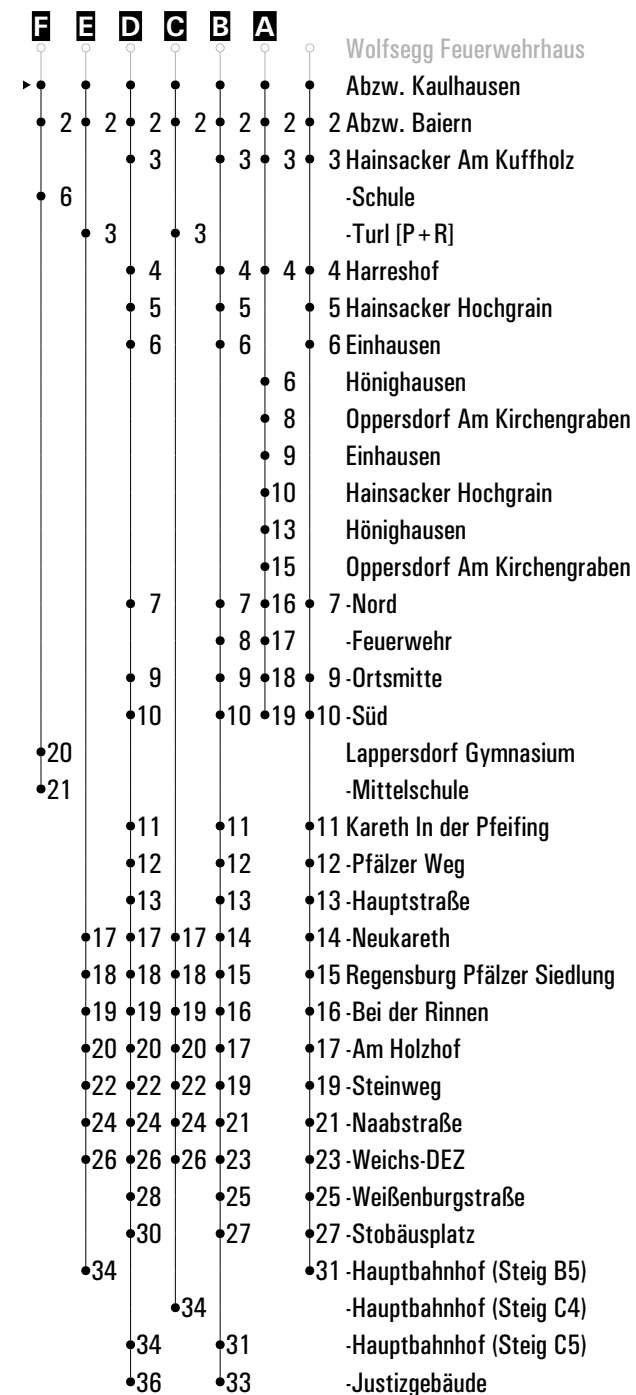 F E D C B A
Wolfsegg Feuerwehrhaus
Abzw. Kaulhausen
2 2 2 2 2 2 2 Abzw. Baiern
3 3 3 3 Hainsacker Am Kuffholz
6 -Schule
3 3 -Turl [P+R]
4 4 4 4 Harreshof
5 5 5 Hainsacker Hochgrain
6 6 6 Einhausen
6 Hönighausen
8 Oppersdorf Am Kirchengraben
9 Einhausen
10 Hainsacker Hochgrain
13 Hönighausen
15 Oppersdorf Am Kirchengraben
7 7 16 7 -Nord
8 17 -Feuerwehr
9 9 18 9 -Ortsmitte
10 10 19 10 -Süd
20 Lappersdorf Gymnasium
21 -Mittelschule
11 11 11 Kareth In der Pfeifing
12 12 12 -Pfälzer Weg
13 13 13 -Hauptstraße
17 17 17 14 14 -Neukareth
18 18 18 15 15 Regensburg Pfälzer Siedlung
19 19 19 16 16 -Bei der Rinnen
20 20 20 17 17 -Am Holzhof
22 22 22 19 19 -Steinweg
24 24 24 21 21 -Naabstraße
26 26 26 23 23 -Weichs-DEZ
28 25 25 -Weißenburgstraße
30 27 27 -Stobäusplatz
34 31 -Hauptbahnhof (Steig B5)
34 -Hauptbahnhof (Steig C4)
34 31 -Hauptbahnhof (Steig C5)
36 33 -Justizgebäude